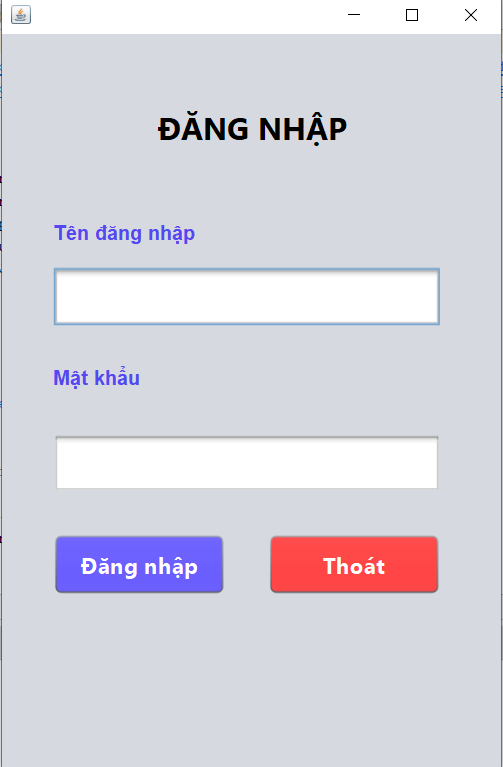 ĐĂNG NHẬP
Tên đăng nhập
Mật khẩu
Đăng nhập
Thoát